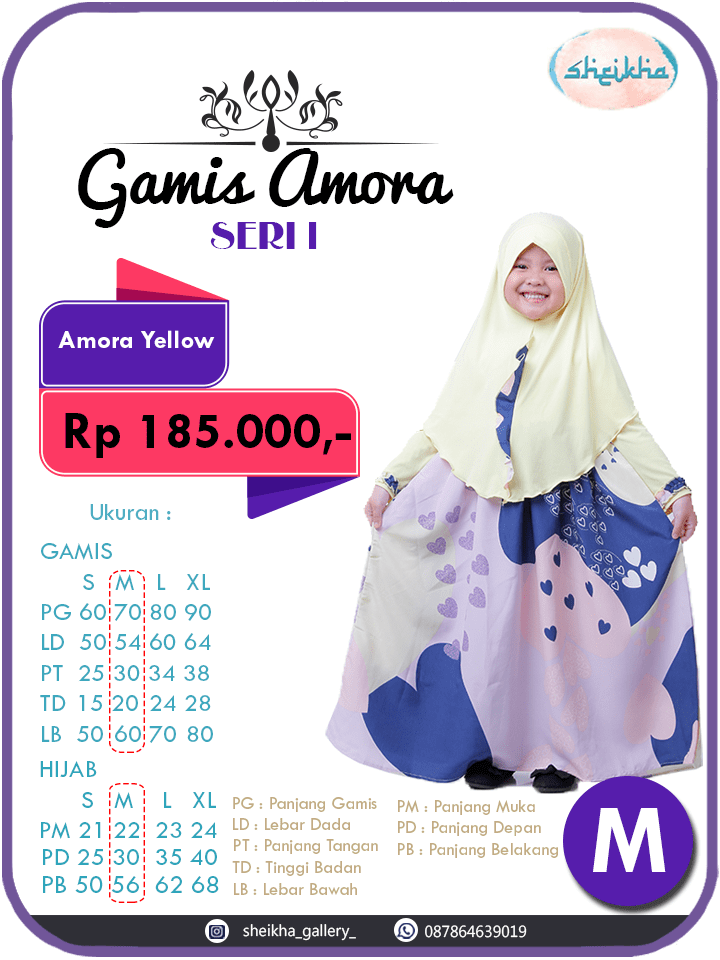 sheikha
Gamis Amora
SERI I
Amora Yellow
Rp 185.000,-
Ukuran :
GAMIS
S M L XL
PG 60 70 80 90
LD 50 54 60 64
PT 25 30 34 38
TD 15 20 24 28
LB 50 60 70 80
HIJAB
S M L XL
PM 21 22 23 24
PD 25 30 35 40
PB 50 56 62 68
PG : Panjang Gamis
LD : Lebar Dada
PT : Panjang Tangan
TD : Tinggi Badan
LB : Lebar Bawah
PM : Panjang Muka
PD : Panjang Depan
PB : Panjang Belakang
M
sheikha_gallery_
087864639019